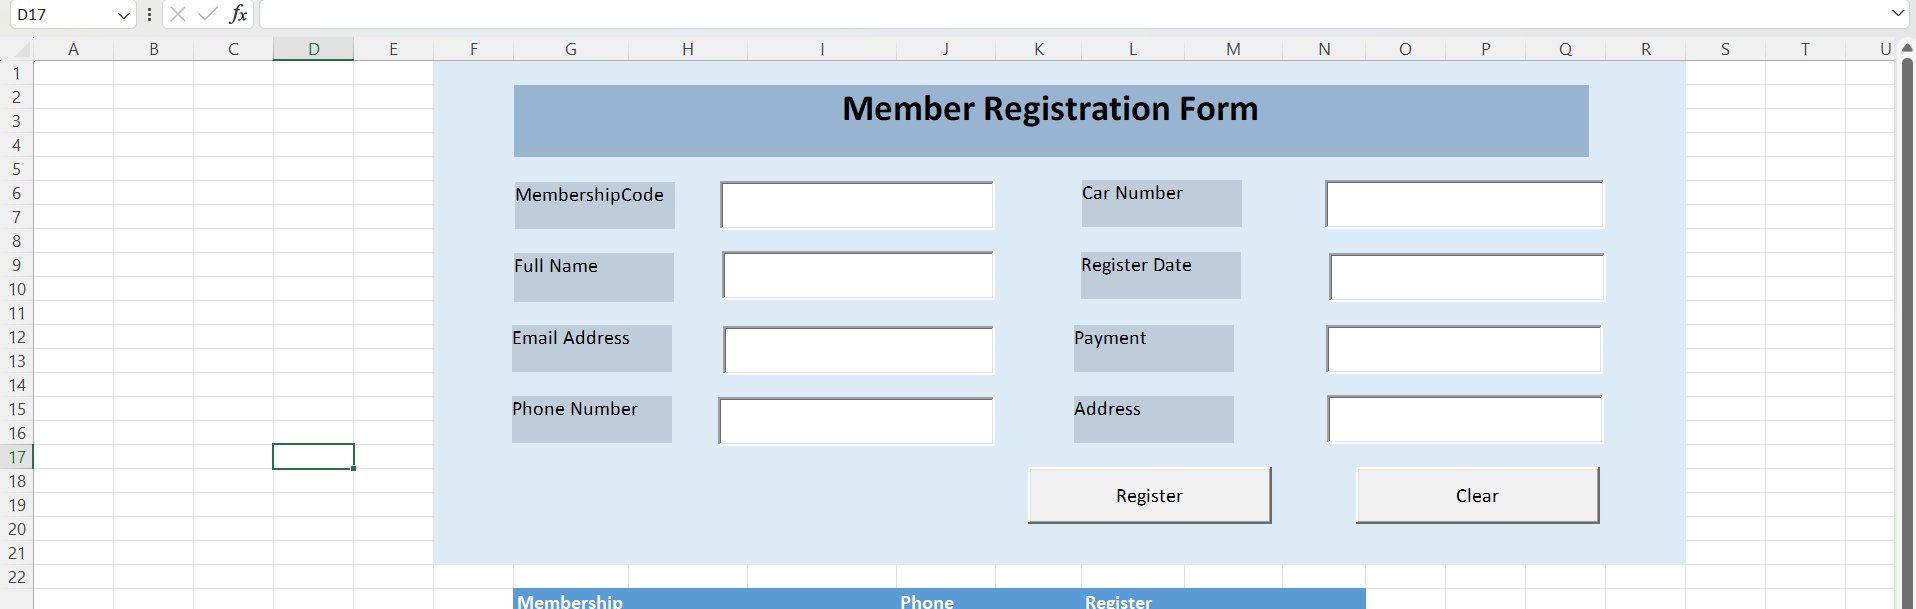 D17
fx
A B C D E F G H I J K L M N O P Q R S T U
1
2
Member Registration Form
3
4
5
6
MembershipCode
Car Number
7
8
9
Full Name
Register Date
10
11
12
Email Address
Payment
13
14
15
Phone Number
Address
16
17
18
19
Register
Clear
20
21
22
Membership Phone Register